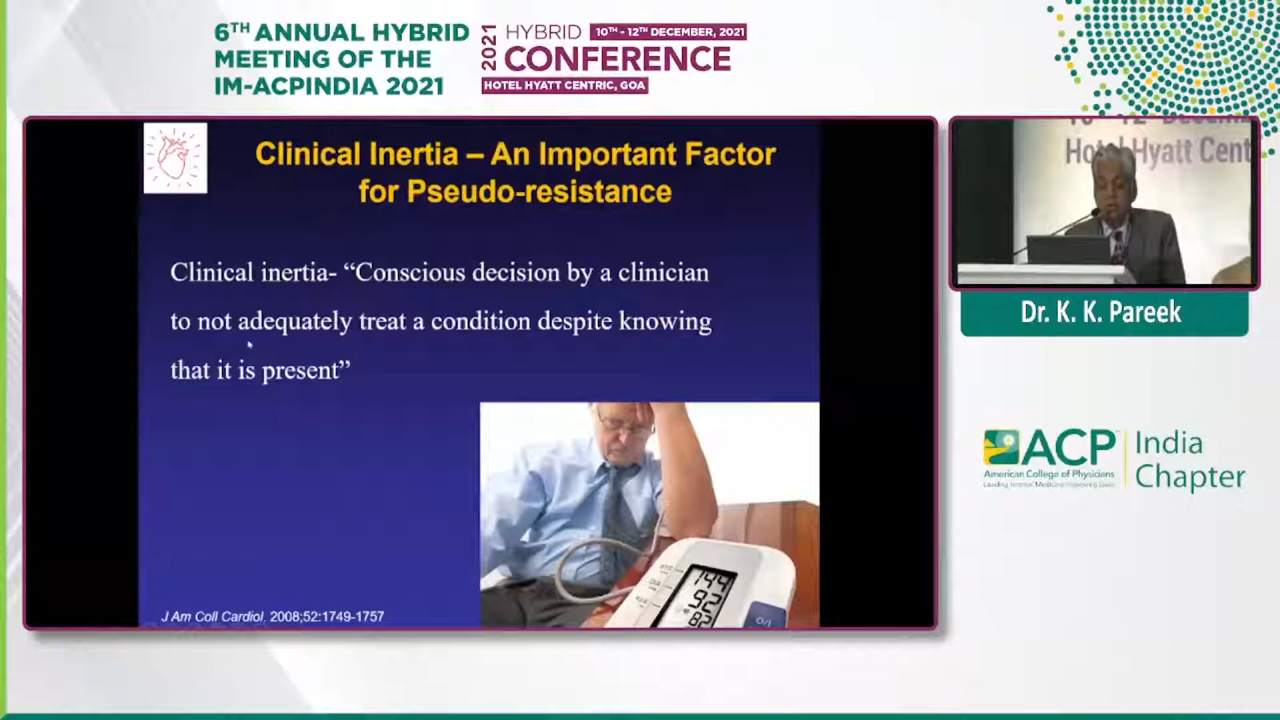 6TH ANNUAL HYBRID
MEETING OF THE
IM-ACPINDIA 2021
2021
HYBRID
10TH - 12TH DECEMBER, 2021
CONFERENCE
HOTEL HYATT CENTRIC, GOA
Clinical Inertia – An Important Factor
for Pseudo-resistance
Clinical inertia- “Conscious decision by a clinician
to not adequately treat a condition despite knowing
that it is present”
144
92
82
O/I
J Am Coll Cardiol. 2008;52:1749-1757
Hotel Hyatt Cent
Dr. K. K. Pareek
ACP
American College of Physicians
India
Chapter